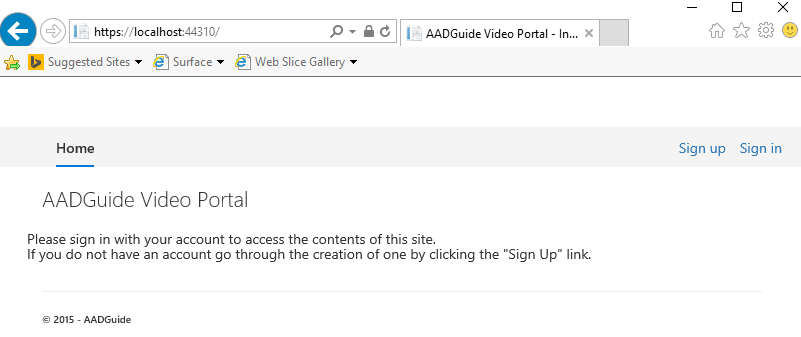 https://localhost:44310/
AADGuide Video Portal - In...
Suggested Sites
Surface
Web Slice Gallery
Home
Sign up
Sign in
AADGuide Video Portal
Please sign in with your account to access the contents of this site.
If you do not have an account go through the creation of one by clicking the "Sign Up" link.
© 2015 - AADGuide